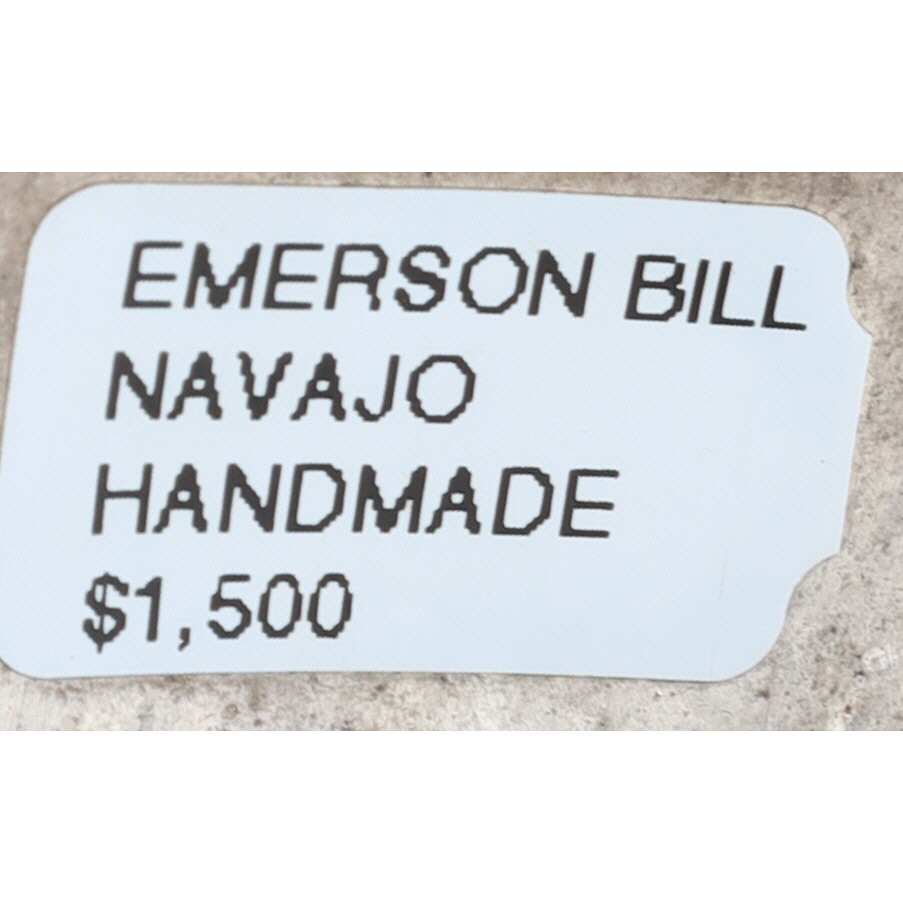 EMERSON BILL
NAVAJO
HANDMADE
$1,500